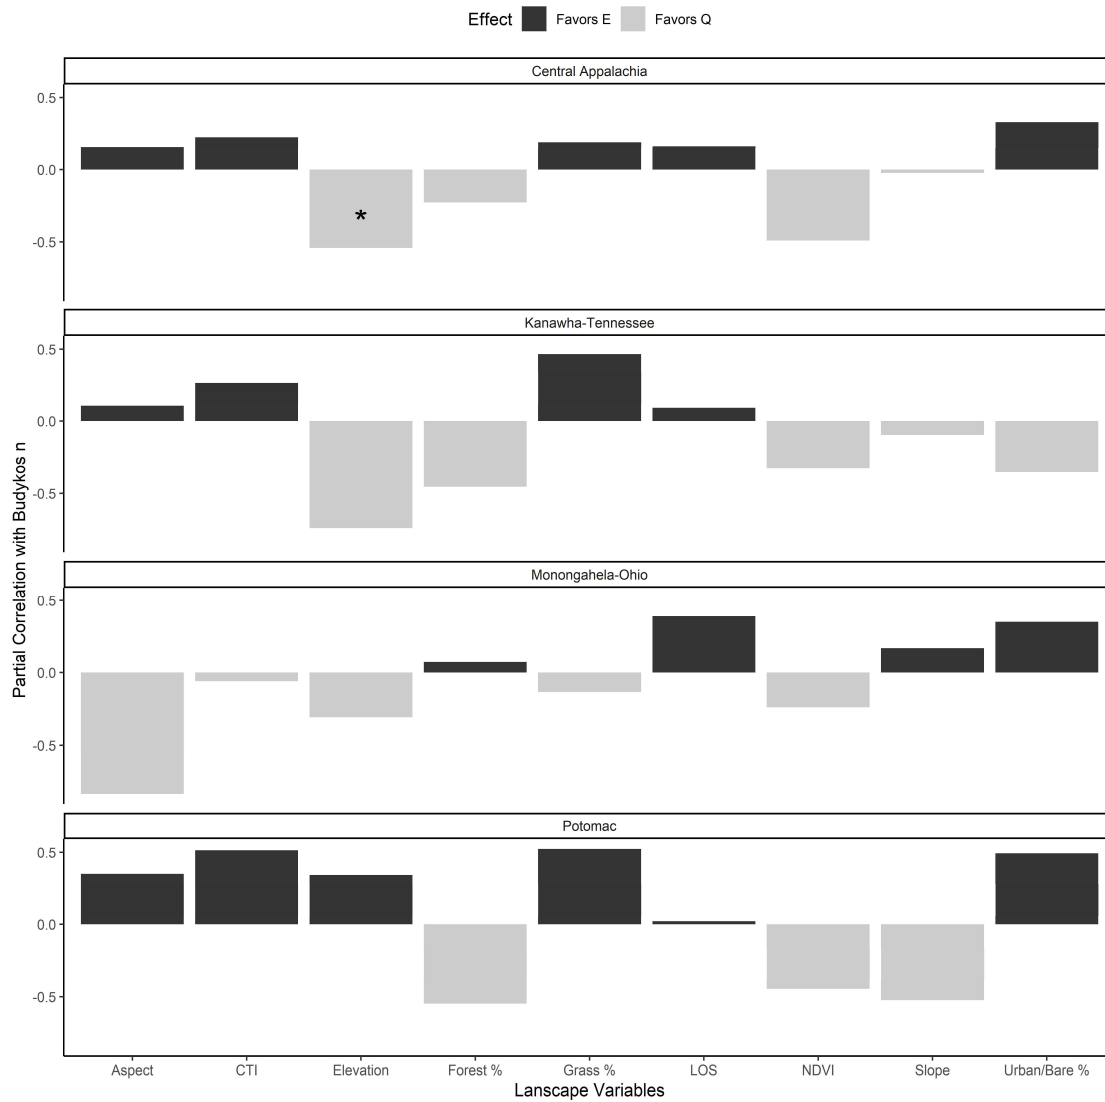 Effect Favors E Favors Q
Central Appalachia
0.5
0.0
*
-0.5
Kanawha-Tennessee
0.5
0.0
-0.5
Monongahela-Ohio
0.5
0.0
-0.5
Potomac
0.5
0.0
-0.5
Partial Correlation with Budykos n
Aspect CTI Elevation Forest % Grass % LOS NDVI Slope Urban/Bare %
Lanscape Variables